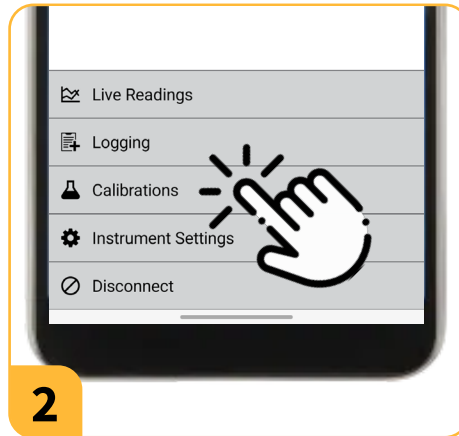 Live Readings
Logging
Calibrations
Instrument Settings
Disconnect
2